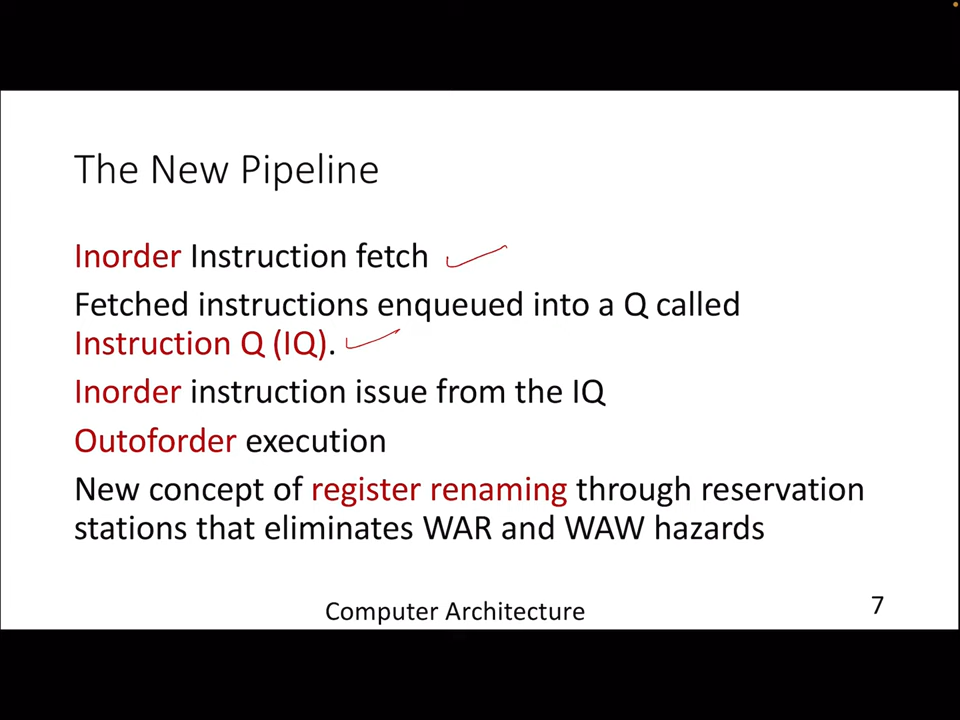 The New Pipeline
Inorder Instruction fetch
Fetched instructions enqueued into a Q called
Instruction Q (IQ).
Inorder instruction issue from the IQ
Outoforder execution
New concept of register renaming through reservation
stations that eliminates WAR and WAW hazards
Computer Architecture
7